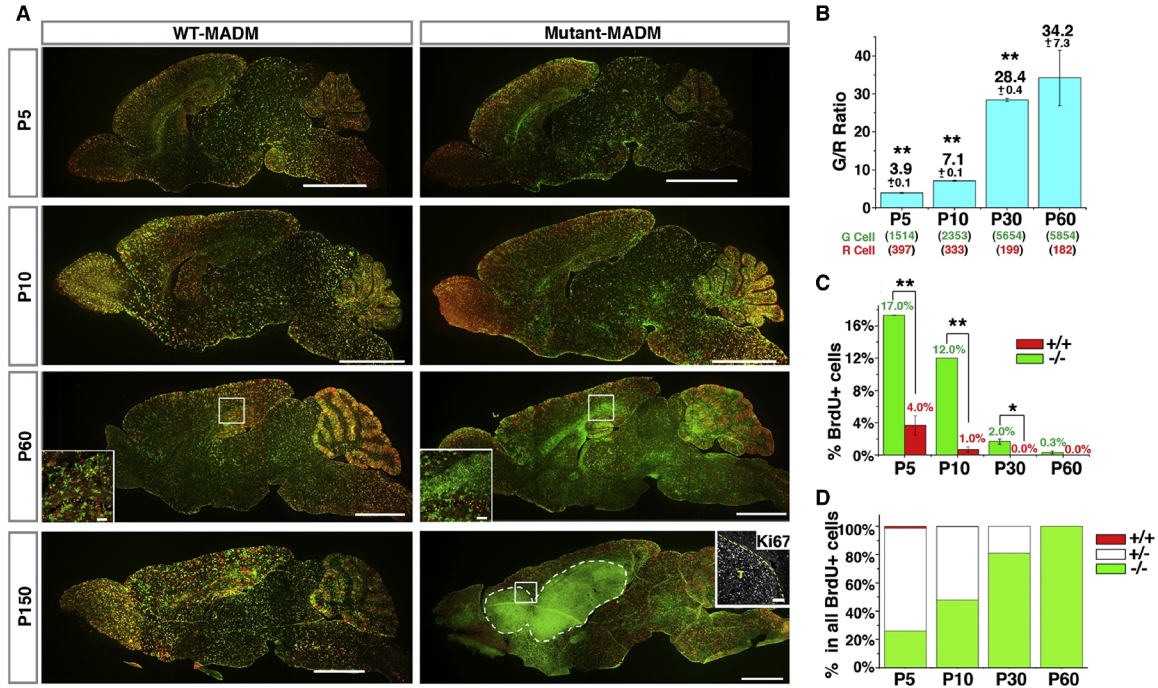 A
WT-MADM
Mutant-MADM
P5
P10
P60
P150
Ki67
T
B
G/R Ratio
40
30
20
10
0
**
3.9
±0.1
**
7.1
±0.1
**
28.4
±0.4
34.2
±7.3
P5 P10 P30 P60
G Cell (1514) (2353) (5654) (5854)
R Cell (397) (333) (199) (182)
C
% BrdU+ cells
16%
12%
8%
4%
0%
**
17.0%
4.0%
**
12.0%
1.0%
*
2.0%
0.0%
0.3%
0.0%
+/+
-/-
P5 P10 P30 P60
D
% in all BrdU+ cells
100%
80%
60%
40%
20%
0%
+/+
+/-
-/-
P5 P10 P30 P60